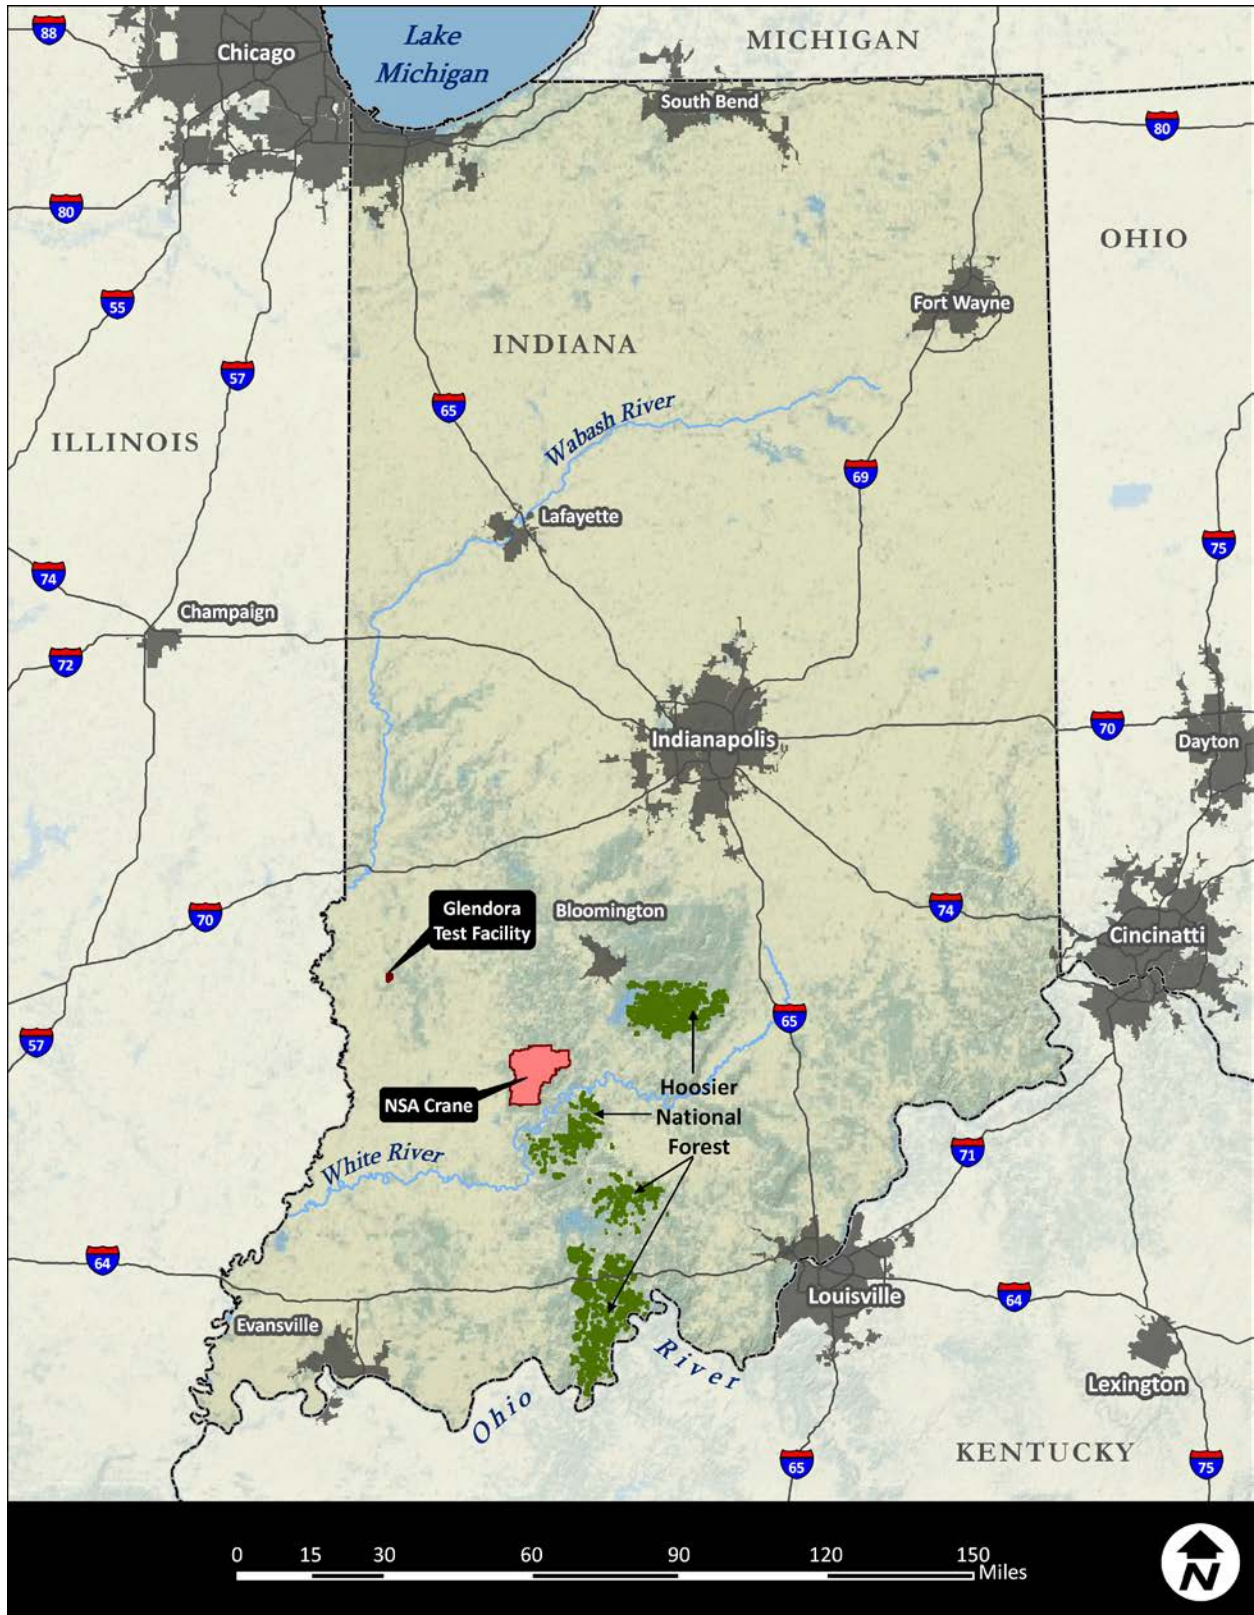 88
Chicago
Lake
Michigan
MICHIGAN
South Bend
80
80
OHIO
55
Fort Wayne
INDIANA
57
65
Wabash River
ILLINOIS
69
Lafayette
75
74
Champaign
72
Indianapolis
70
Dayton
70
Glendora
Test Facility
Bloomington
74
Cincinatti
57
65
NSA Crane
Hoosier
National
Forest
White River
71
64
Louisville
64
Evansville
Ohio River
Lexington
KENTUCKY
65
75
0 15 30 60 90 120 150
Miles
N